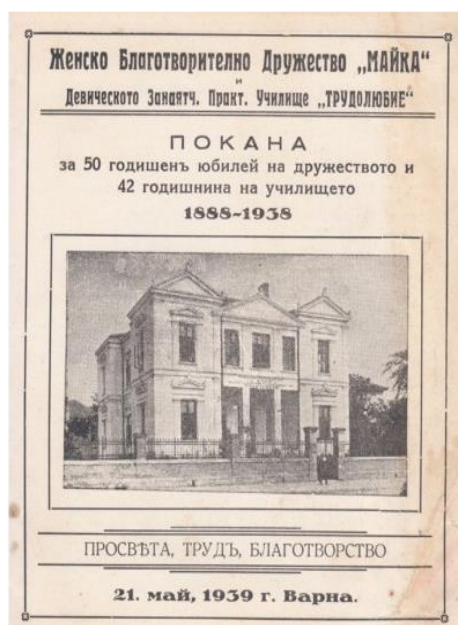 Женско Благотворително Дружество „МАЙКА“
и
Девическото Занаятч. Практ. Училище „ТРУДОЛЮБИЕ“
ПОКАНА
за 50 годишенъ юбилей на дружеството и
42 годишнина на училището
1888-1938
ПРОСВѢТА, ТРУДЪ, БЛАГОТВОРСТВО
21. май, 1939 г. Варна.